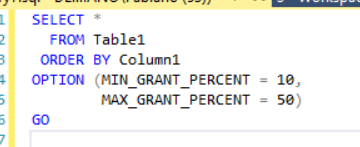 SELECT *
FROM Table1
ORDER BY Column1
OPTION (MIN_GRANT_PERCENT = 10,
MAX_GRANT_PERCENT = 50)
GO